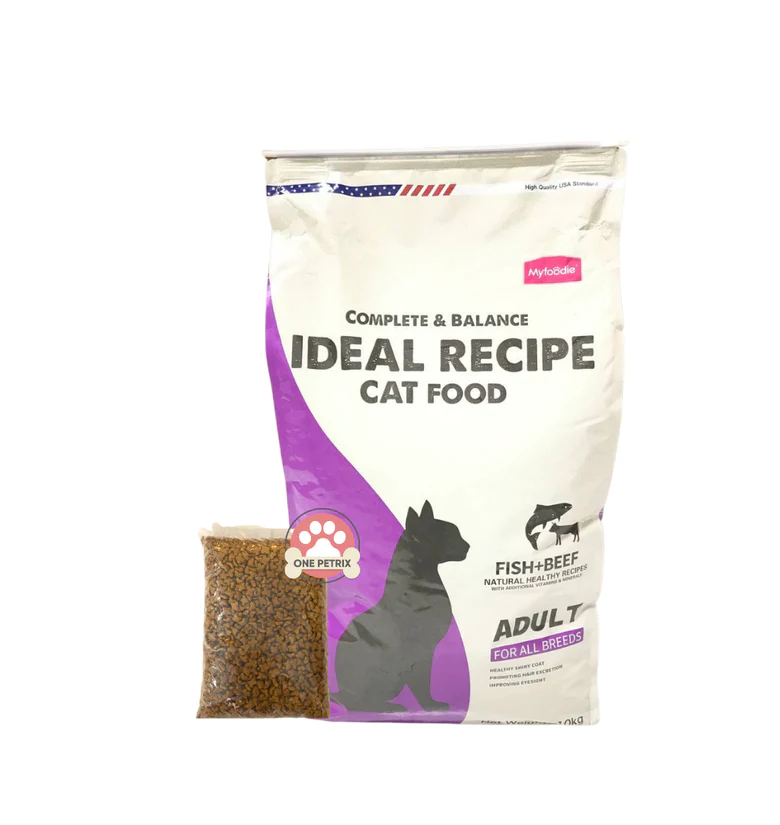 High Quality USA Standard
Myfoodie
COMPLETE & BALANCE
IDEAL RECIPE
CAT FOOD
FISH+BEEF
NATURAL HEALTHY RECIPES
WITH ADDITIONAL VITAMINS & MINERALS
ADULT
FOR ALL BREEDS
HEALTHY SHINY COAT
PROMOTING HAIR EXCRETION
IMPROVING EYESIGHT
ONE PETRIX